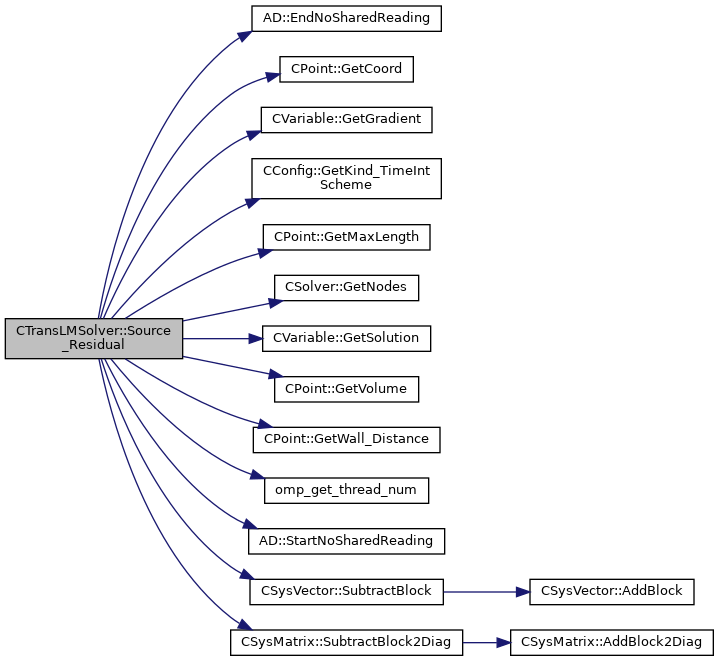 AD::EndNoSharedReading
CPoint::GetCoord
CVariable::GetGradient
CConfig::GetKind_TimeInt
Scheme
CPoint::GetMaxLength
CSolver::GetNodes
CTransLMSolver::Source
_Residual
CVariable::GetSolution
CPoint::GetVolume
CPoint::GetWall_Distance
omp_get_thread_num
AD::StartNoSharedReading
CSysVector::SubtractBlock
CSysVector::AddBlock
CSysMatrix::SubtractBlock2Diag
CSysMatrix::AddBlock2Diag